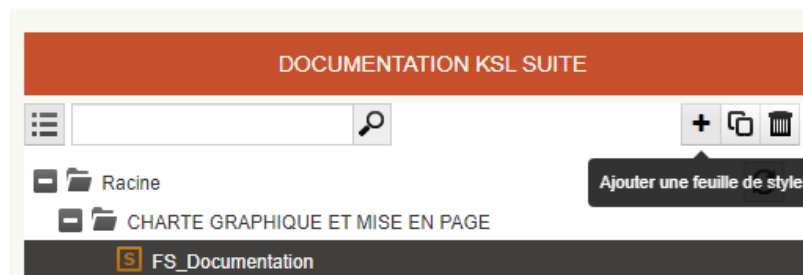 DOCUMENTATION KSL SUITE
Racine
Ajouter une feuille de style
CHARTE GRAPHIQUE ET MISE EN PAGE
S FS_Documentation